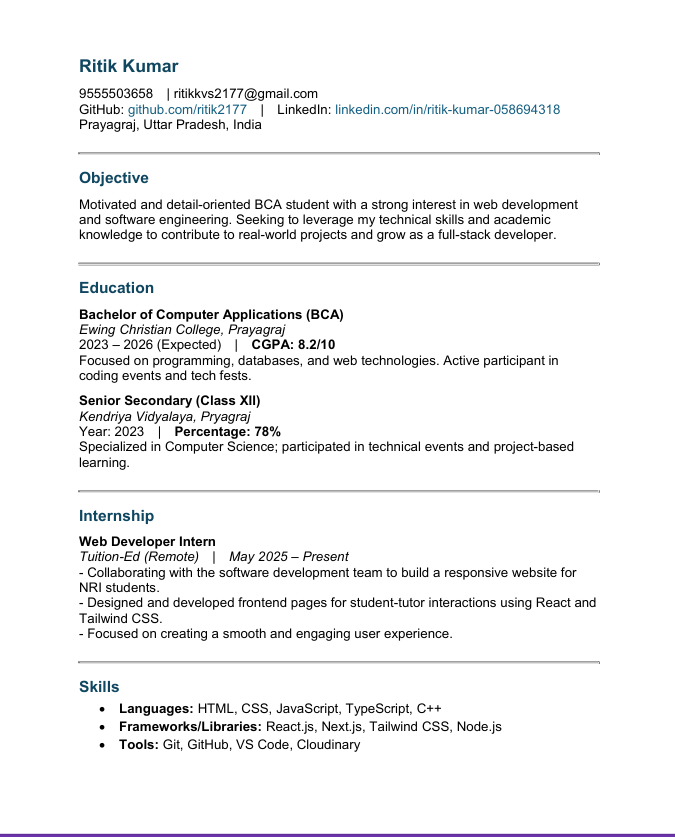 Ritik Kumar
9555503658 | ritikkvs2177@gmail.com
GitHub: github.com/ritik2177 | LinkedIn: linkedin.com/in/ritik-kumar-058694318
Prayagraj, Uttar Pradesh, India
Objective
Motivated and detail-oriented BCA student with a strong interest in web development
and software engineering. Seeking to leverage my technical skills and academic
knowledge to contribute to real-world projects and grow as a full-stack developer.
Education
Bachelor of Computer Applications (BCA)
Ewing Christian College, Prayagraj
2023 – 2026 (Expected) | CGPA: 8.2/10
Focused on programming, databases, and web technologies. Active participant in
coding events and tech fests.
Senior Secondary (Class XII)
Kendriya Vidyalaya, Pryagraj
Year: 2023 | Percentage: 78%
Specialized in Computer Science; participated in technical events and project-based
learning.
Internship
Web Developer Intern
Tuition-Ed (Remote) | May 2025 – Present
- Collaborating with the software development team to build a responsive website for
NRI students.
- Designed and developed frontend pages for student-tutor interactions using React and
Tailwind CSS.
- Focused on creating a smooth and engaging user experience.
Skills
• Languages: HTML, CSS, JavaScript, TypeScript, C++
• Frameworks/Libraries: React.js, Next.js, Tailwind CSS, Node.js
• Tools: Git, GitHub, VS Code, Cloudinary